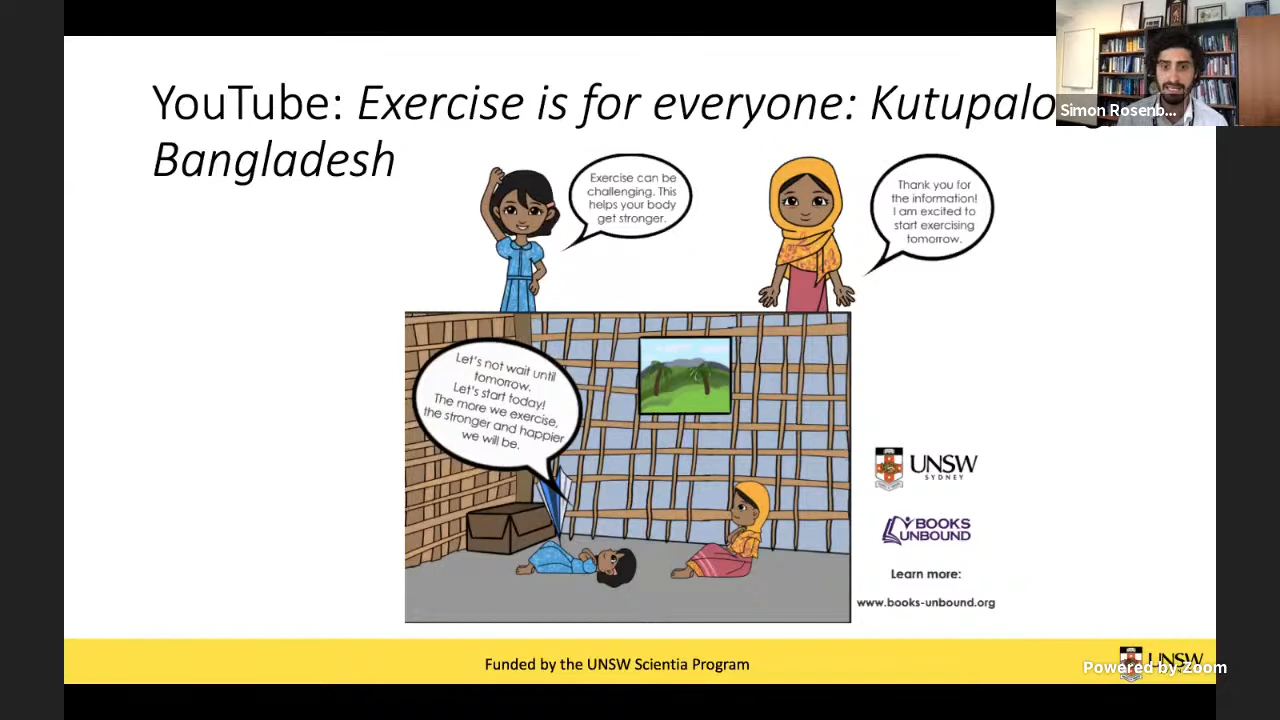 YouTube: Exercise is for everyone: Kutupalo
Bangladesh
Simon Rosenb...
Exercise can be
challenging. This
helps your body
get stronger.
Thank you for
the information!
I am excited to
start exercising
tomorrow.
Let's not wait until
tomorrow.
Let's start today!
The more we exercise,
the stronger and happier
we will be.
UNSW
SYDNEY
BOOKS
UNBOUND
Learn more:
www.books-unbound.org
Funded by the UNSW Scientia Program
UNSW
Powered by Zoom